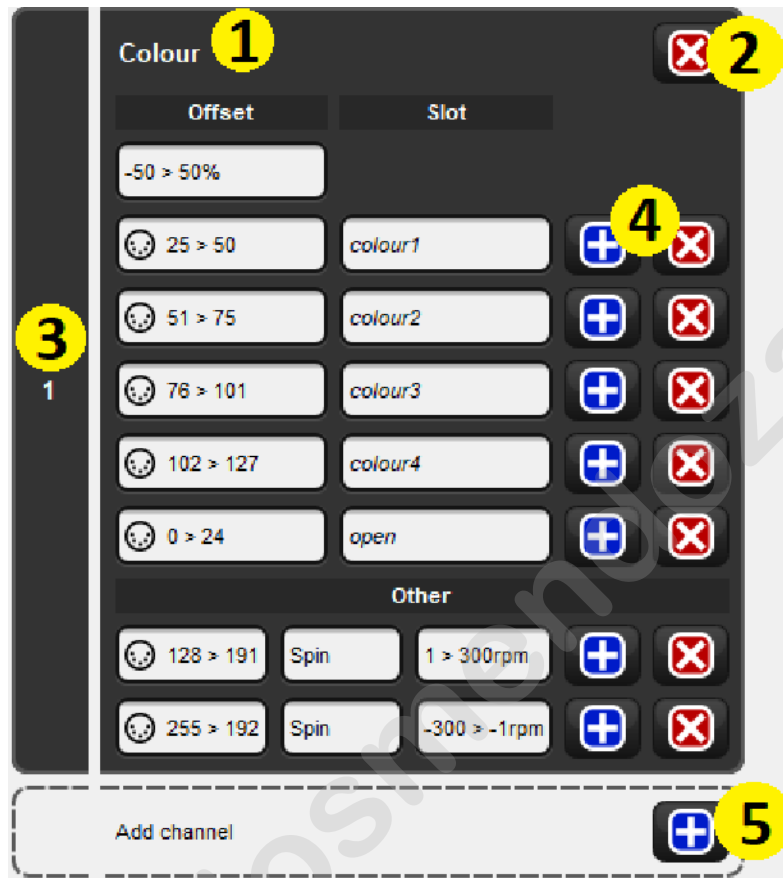 Colour 1
2
Offset Slot
-50 > 50%
4
25 > 50 colour1
51 > 75 colour2
3
1
76 > 101 colour3
102 > 127 colour4
0 > 24 open
Other
128 > 191 Spin 1 > 300rpm
255 > 192 Spin -300 > -1rpm
Add channel
5